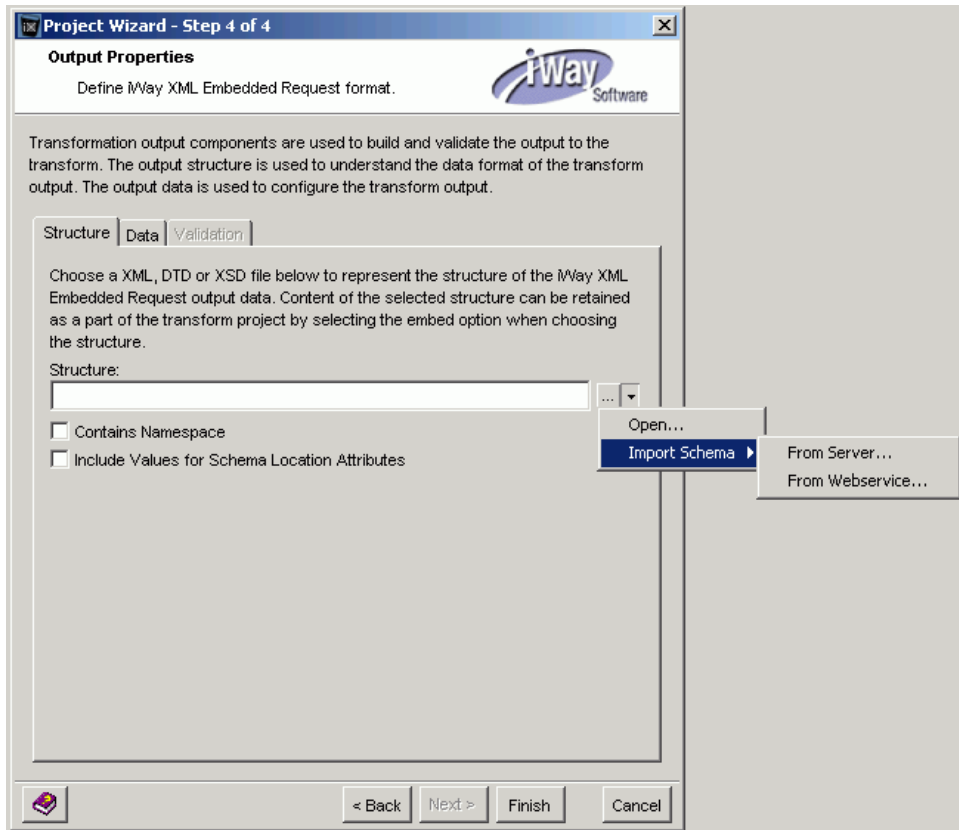 Project Wizard - Step 4 of 4
Output Properties
Define iWay XML Embedded Request format.
iWay
Software
Transformation output components are used to build and validate the output to the
transform. The output structure is used to understand the data format of the transform
output. The output data is used to configure the transform output.
Structure Data Validation
Choose a XML, DTD or XSD file below to represent the structure of the iWay XML
Embedded Request output data. Content of the selected structure can be retained
as a part of the transform project by selecting the embed option when choosing
the structure.
Structure:
...
Open...
Contains Namespace
Import Schema
From Server...
Include Values for Schema Location Attributes
From Webservice...
< Back Next > Finish Cancel